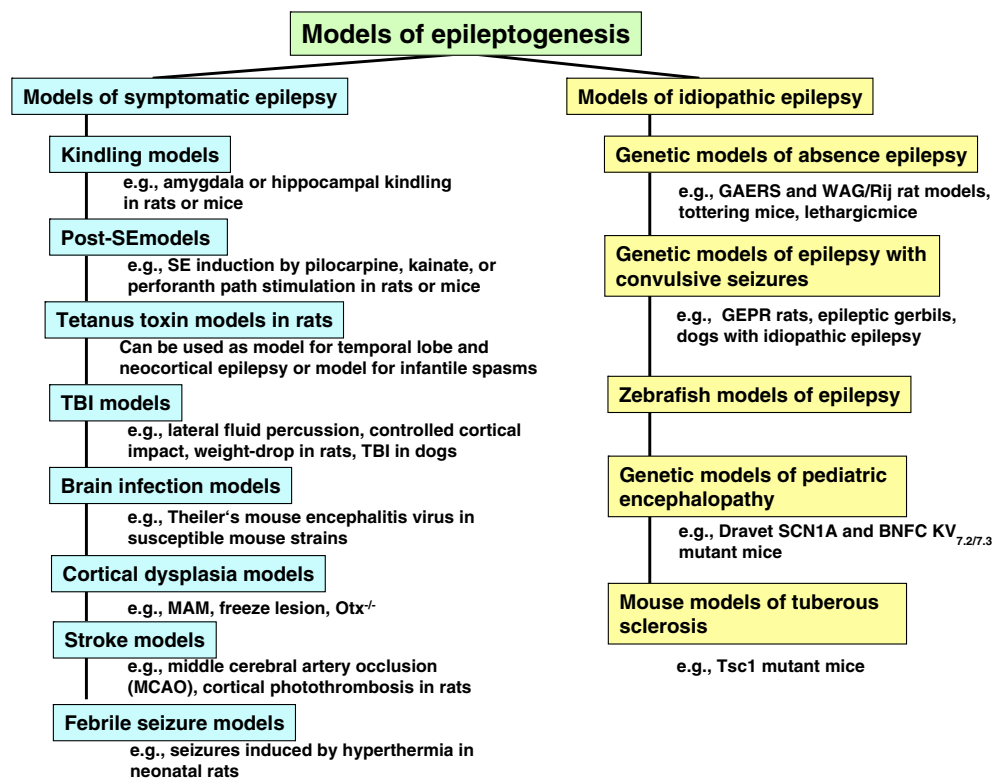 Models of epileptogenesis
Models of symptomatic epilepsy
Kindling models
e.g., amygdala or hippocampal kindling
in rats or mice
Post-SEmodels
e.g., SE induction by pilocarpine, kainate, or
perforanth path stimulation in rats or mice
Tetanus toxin models in rats
Can be used as model for temporal lobe and
neocortical epilepsy or model for infantile spasms
TBI models
e.g., lateral fluid percussion, controlled cortical
impact, weight-drop in rats, TBI in dogs
Brain infection models
e.g., Theiler‘s mouse encephalitis virus in
susceptible mouse strains
Cortical dysplasia models
e.g., MAM, freeze lesion, Otx-/-
Stroke models
e.g., middle cerebral artery occlusion
(MCAO), cortical photothrombosis in rats
Febrile seizure models
e.g., seizures induced by hyperthermia in
neonatal rats
Models of idiopathic epilepsy
Genetic models of absence epilepsy
e.g., GAERS and WAG/Rij rat models,
tottering mice, lethargicmice
Genetic models of epilepsy with
convulsive seizures
e.g., GEPR rats, epileptic gerbils,
dogs with idiopathic epilepsy
Zebrafish models of epilepsy
Genetic models of pediatric
encephalopathy
e.g., Dravet SCN1A and BNFC KV7.2/7.3
mutant mice
Mouse models of tuberous
sclerosis
e.g., Tsc1 mutant mice